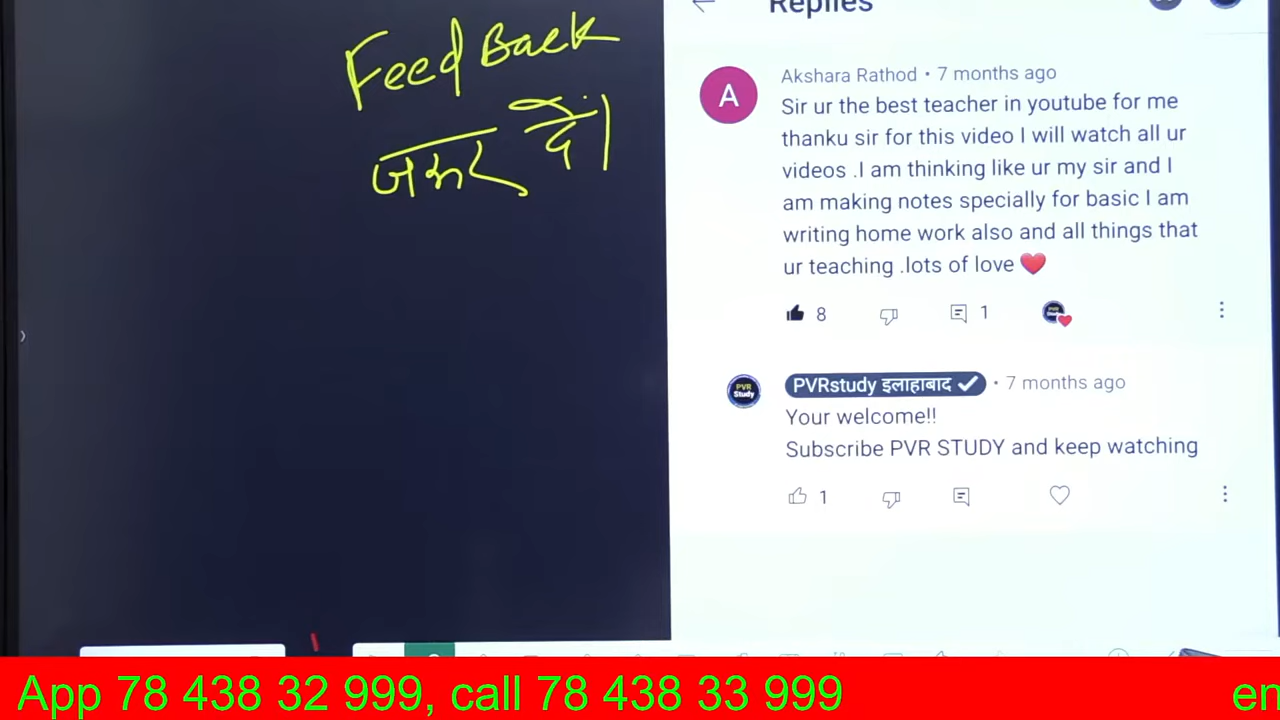 Feed Back
जरूर दें।
Replies
A
Akshara Rathod • 7 months ago
Sir ur the best teacher in youtube for me
thanku sir for this video I will watch all ur
videos .I am thinking like ur my sir and I
am making notes specially for basic I am
writing home work also and all things that
ur teaching .lots of love ❤️
8
1
PVR
Study
PVRstudy इलाहाबाद ✔ • 7 months ago
Your welcome!!
Subscribe PVR STUDY and keep watching
1
App 78 438 32 999, call 78 438 33 999
en